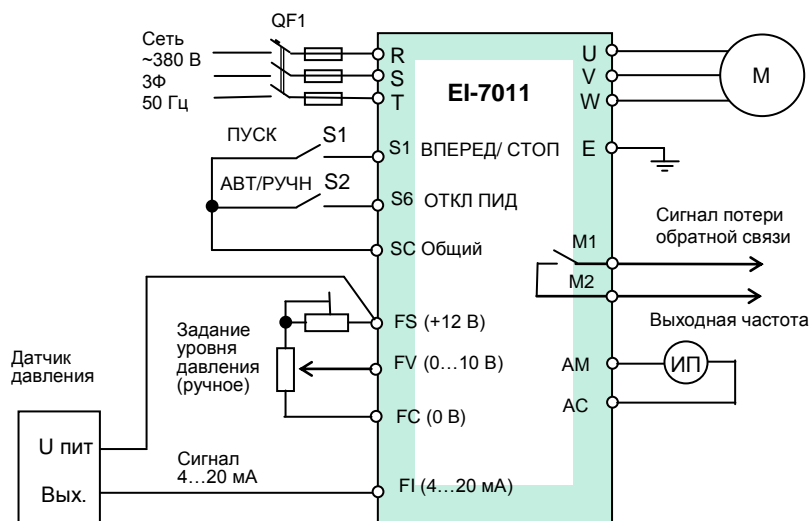 QF1
Сеть
~380 В
3Ф
50 Гц
R
S
T
EI-7011
U
V
W
М
ПУСК
S1
S1 ВПЕРЕД/ СТОП
E
АВТ/РУЧН
S2
S6 ОТКЛ ПИД
SC Общий
Сигнал потери
обратной связи
M1
M2
Задание
уровня
давления
(ручное)
FS (+12 В)
FV (0…10 В)
FC (0 В)
Выходная частота
AM
ИП
AC
Датчик
давления
U пит
Вых.
Сигнал
4…20 мА
FI (4…20 мА)